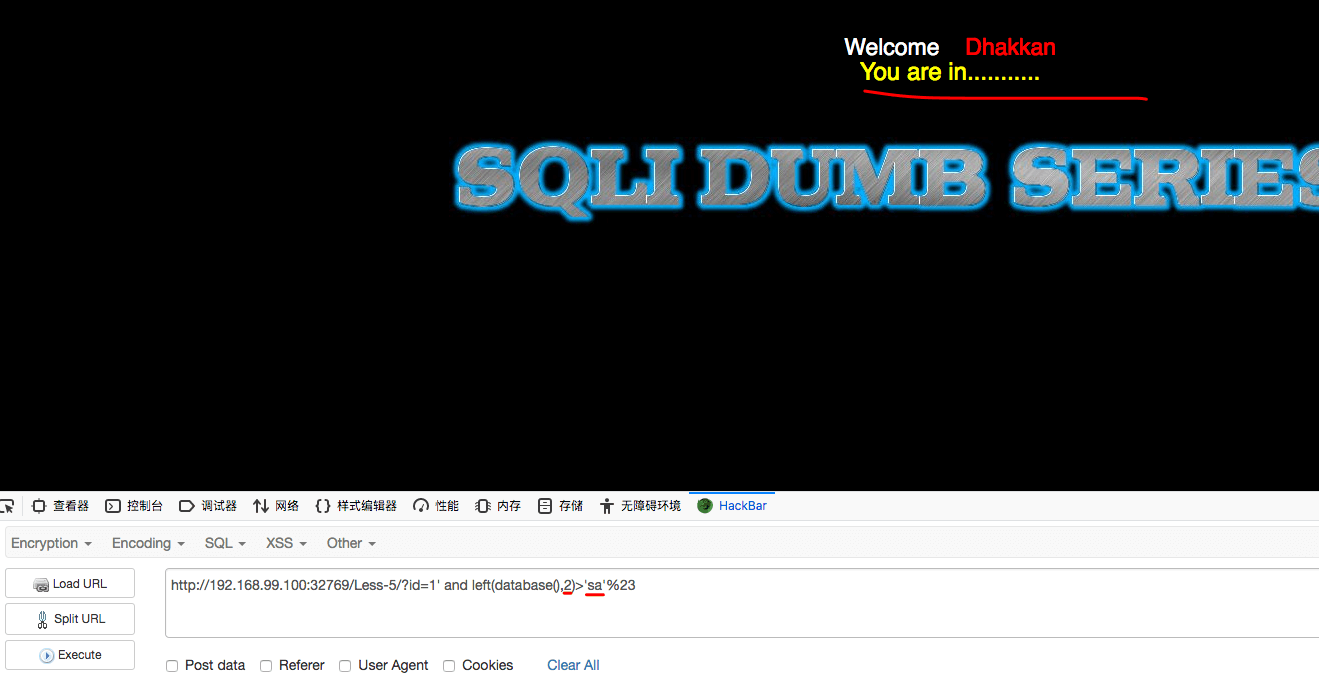 Welcome Dhakkan
You are in...........
SQLI DUMB SERIES
查看器 控制台 调试器 网络 样式编辑器 性能 内存 存储 无障碍环境 HackBar
Encryption Encoding SQL XSS Other
Load URL http://192.168.99.100:32769/Less-5/?id=1' and left(database(),2)>'sa'%23
Split URL
Execute
Post data Referer User Agent Cookies Clear All